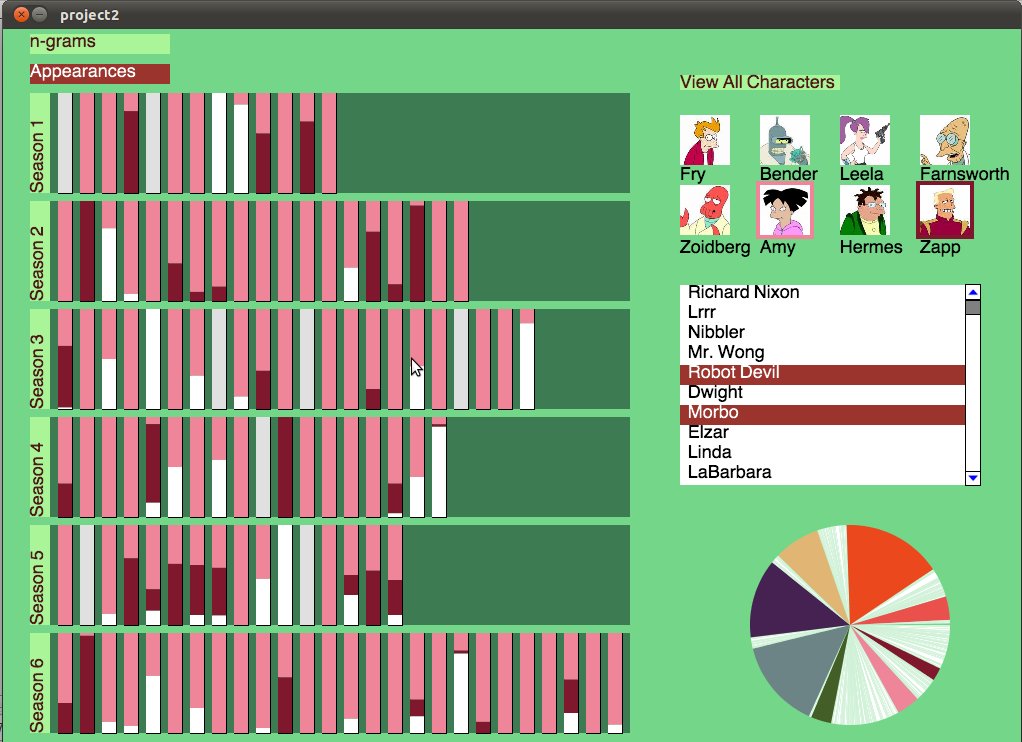 project2
n-grams
Appearances
View All Characters
Season 1
Fry
Bender
Leela
Farnsworth
Zoidberg
Amy
Hermes
Zapp
Season 2
Richard Nixon
Lrrr
Nibbler
Mr. Wong
Robot Devil
Dwight
Morbo
Elzar
Linda
LaBarbara
Season 3
Season 4
Season 5
Season 6